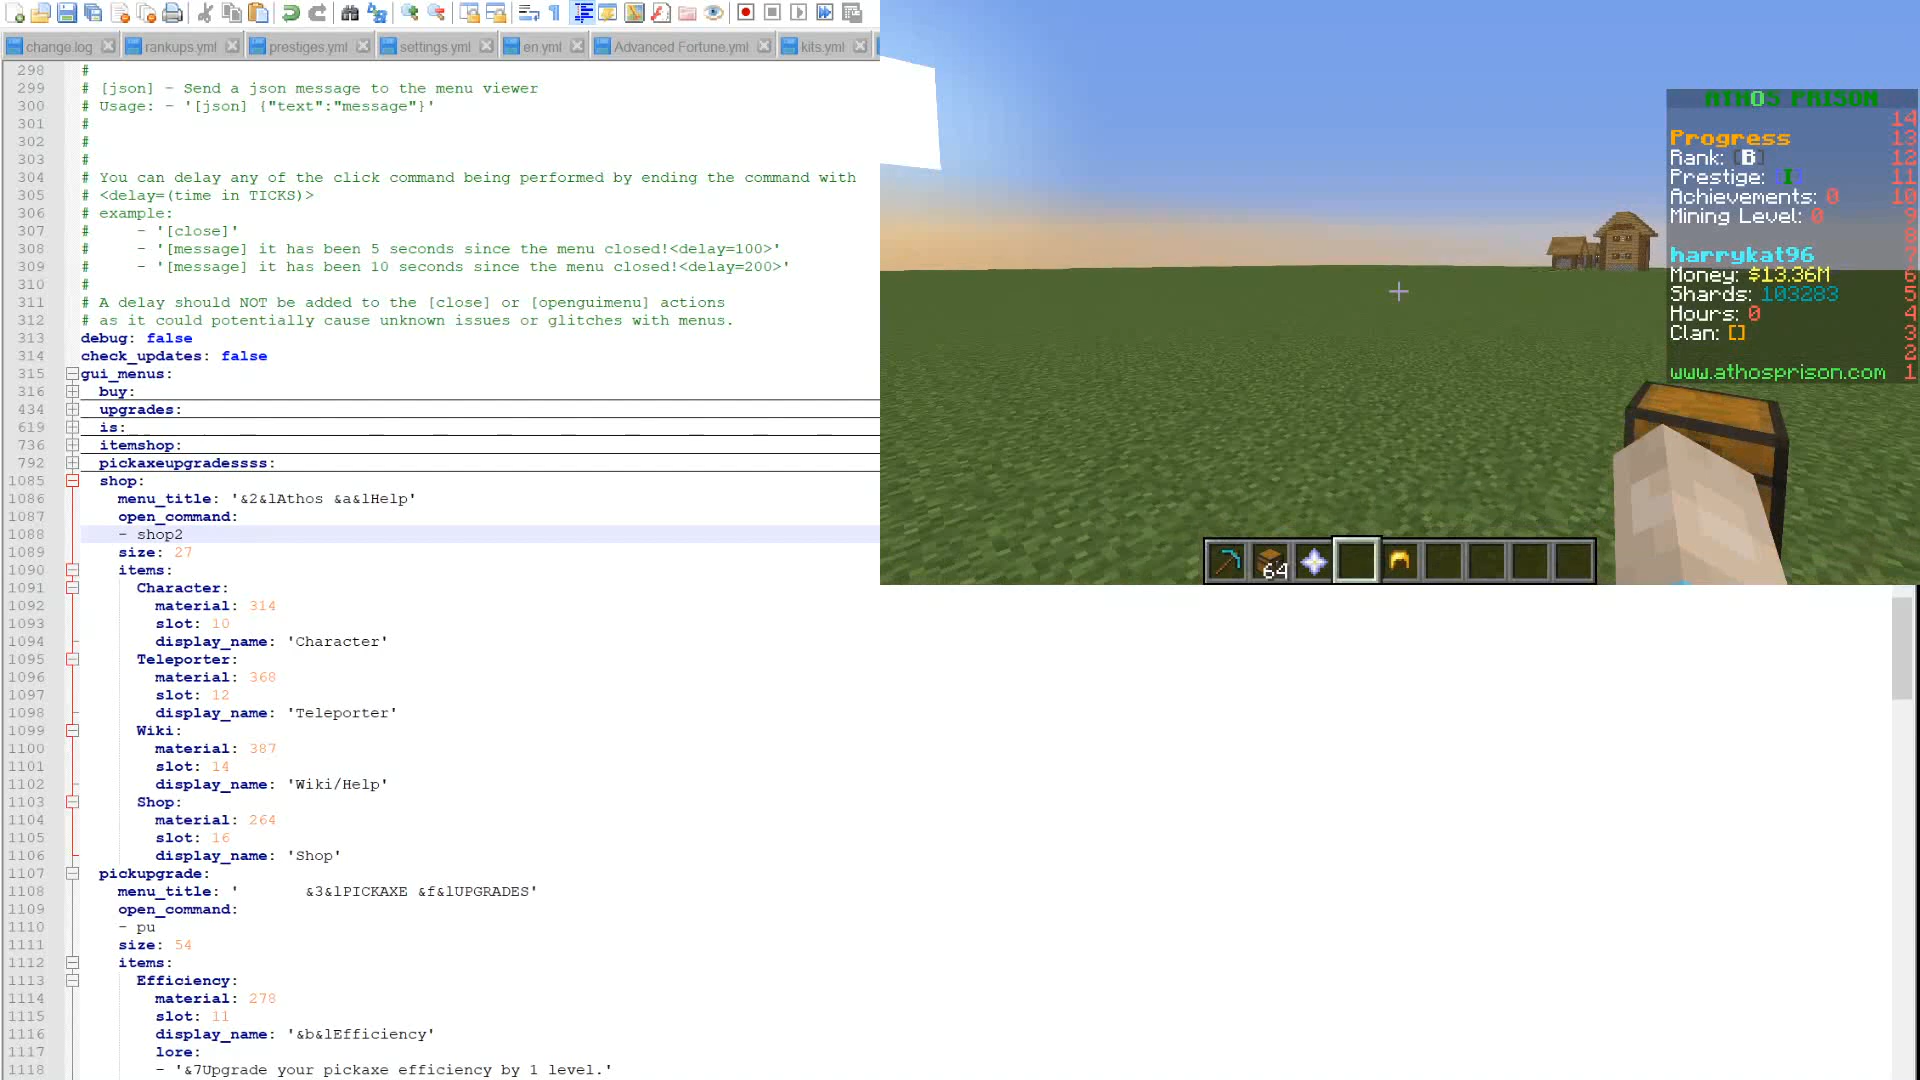 change.log rankups.yml prestiges.yml settings.yml en.yml Advanced Fortune.yml kits.yml
298 #
299 # [json] - Send a json message to the menu viewer
300 # Usage: - '[json] {"text":"message"}'
301 #
302 #
303 #
304 # You can delay any of the click command being performed by ending the command with
305 # <delay=(time in TICKS)>
306 # example:
307 #     - '[close]'
308 #     - '[message] it has been 5 seconds since the menu closed!<delay=100>'
309 #     - '[message] it has been 10 seconds since the menu closed!<delay=200>'
310 #
311 # A delay should NOT be added to the [close] or [openguimenu] actions
312 # as it could potentially cause unknown issues or glitches with menus.
313 debug: false
314 check_updates: false
315 gui_menus:
316 buy:
434 upgrades:
619 is:
736 itemshop:
792 pickaxeupgradessss:
1085 shop:
1086 menu_title: '&2&lAthos &a&lHelp'
1087 open_command:
1088 - shop2
1089 size: 27
1090 items:
1091 Character:
1092 material: 314
1093 slot: 10
1094 display_name: 'Character'
1095 Teleporter:
1096 material: 368
1097 slot: 12
1098 display_name: 'Teleporter'
1099 Wiki:
1100 material: 387
1101 slot: 14
1102 display_name: 'Wiki/Help'
1103 Shop:
1104 material: 264
1105 slot: 16
1106 display_name: 'Shop'
1107 pickupgrade:
1108 menu_title: '       &3&lPICKAXE &f&lUPGRADES'
1109 open_command:
1110 - pu
1111 size: 54
1112 items:
1113 Efficiency:
1114 material: 278
1115 slot: 11
1116 display_name: '&b&lEfficiency'
1117 lore:
1118 - '&7Upgrade your pickaxe efficiency by 1 level.'
ATHOS PRISON
14
Progress 13
Rank: [B] 12
Prestige: [I] 11
Achievements: 0 10
Mining Level: 0 9
8
harrykat96 7
Money: $13.36M 6
Shards: 103283 5
Hours: 0 4
Clan: [] 3
2
www.athosprison.com 1
64